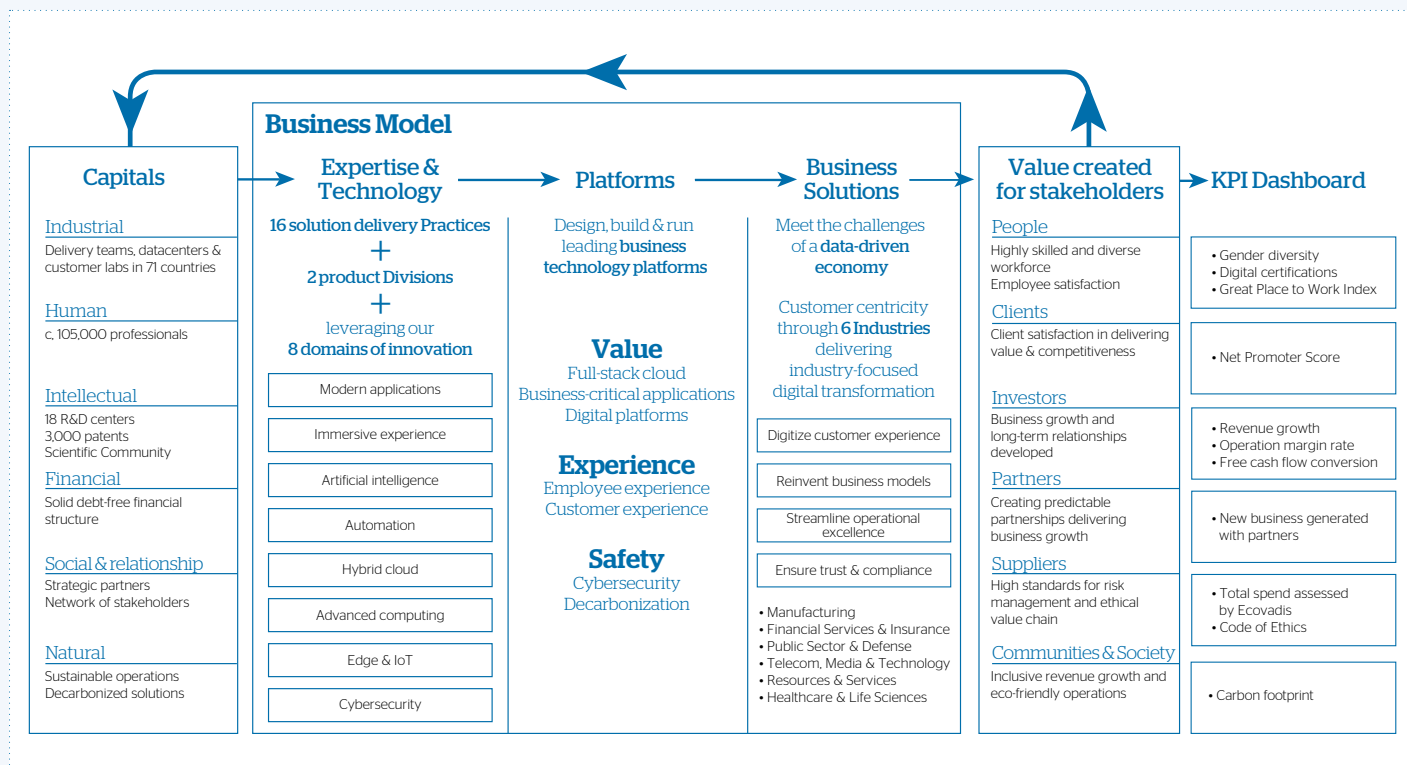 Business Model
Capitals
Industrial
Delivery teams, datacenters &
customer labs in 71 countries
Human
c, 105,000 professionals
Intellectual
18 R&D centers
3,000 patents
Scientific Community
Financial
Solid debt-free financial
structure
Social & relationship
Strategic partners
Network of stakeholders
Natural
Sustainable operations
Decarbonized solutions
Expertise &
Technology
16 solution delivery Practices
+
2 product Divisions
+
leveraging our
8 domains of innovation
Modern applications
Immersive experience
Artificial intelligence
Automation
Hybrid cloud
Advanced computing
Edge & IoT
Cybersecurity
Platforms
Design, build & run
leading business
technology platforms
Value
Full-stack cloud
Business-critical applications
Digital platforms
Experience
Employee experience
Customer experience
Safety
Cybersecurity
Decarbonization
Business
Solutions
Meet the challenges
of a data-driven
economy
Customer centricity
through 6 Industries
delivering
industry-focused
digital transformation
Digitize customer experience
Reinvent business models
Streamline operational
excellence
Ensure trust & compliance
• Manufacturing
• Financial Services & Insurance
• Public Sector & Defense
• Telecom, Media & Technology
• Resources & Services
• Healthcare & Life Sciences
Value created
for stakeholders
People
Highly skilled and diverse
workforce
Employee satisfaction
Clients
Client satisfaction in delivering
value & competitiveness
Investors
Business growth and
long-term relationships
developed
Partners
Creating predictable
partnerships delivering
business growth
Suppliers
High standards for risk
management and ethical
value chain
Communities & Society
Inclusive revenue growth and
eco-friendly operations
KPI Dashboard
• Gender diversity
• Digital certifications
• Great Place to Work Index
• Net Promoter Score
• Revenue growth
• Operation margin rate
• Free cash flow conversion
• New business generated
with partners
• Total spend assessed
by Ecovadis
• Code of Ethics
• Carbon footprint